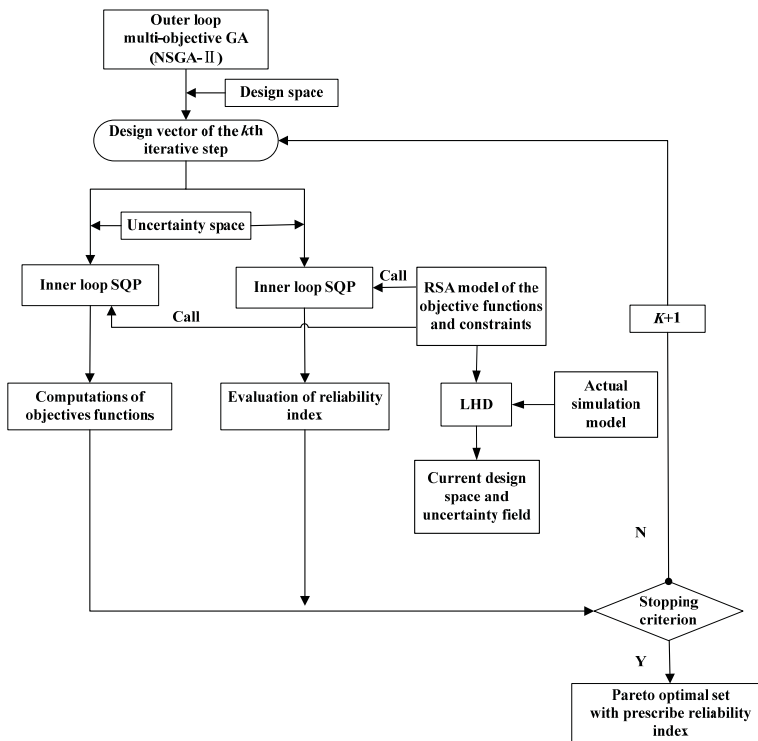 Outer loop
multi-objective GA
(NSGA-Ⅱ)
Design space
Design vector of the kth
iterative step
Uncertainty space
Inner loop SQP
Inner loop SQP
Call
RSA model of the
objective functions
and constraints
Call
K+1
Computations of
objectives functions
Evaluation of reliability
index
LHD
Actual
simulation
model
Current design
space and
uncertainty field
N
Stopping
criterion
Y
Pareto optimal set
with prescribe reliability
index